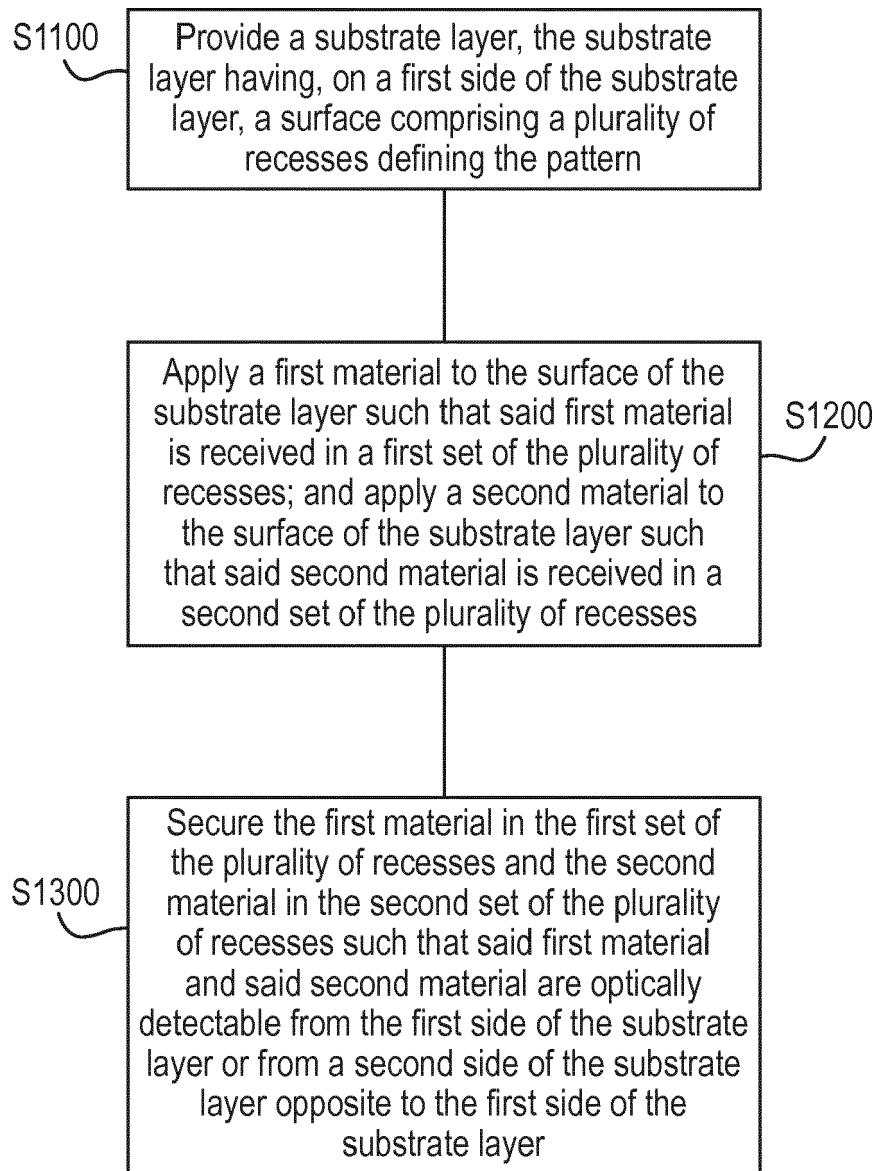 S1100
Provide a substrate layer, the substrate
layer having, on a first side of the substrate
layer, a surface comprising a plurality of
recesses defining the pattern
Apply a first material to the surface of the
substrate layer such that said first material
is received in a first set of the plurality of
recesses; and apply a second material to
the surface of the substrate layer such
that said second material is received in a
second set of the plurality of recesses
S1200
S1300
Secure the first material in the first set of
the plurality of recesses and the second
material in the second set of the plurality
of recesses such that said first material
and said second material are optically
detectable from the first side of the substrate
layer or from a second side of the substrate
layer opposite to the first side of the
substrate layer